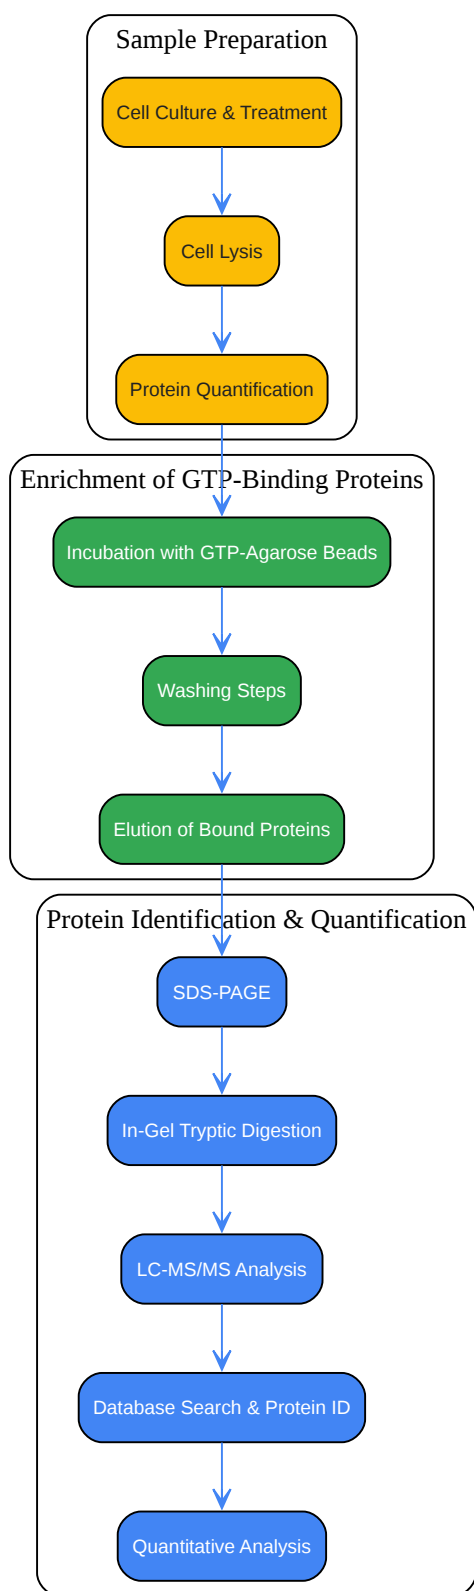 Sample Preparation
Cell Culture & Treatment
Cell Lysis
Protein Quantification
Enrichment of GTP-Binding Proteins
Incubation with GTP-Agarose Beads
Washing Steps
Elution of Bound Proteins
Protein Identification & Quantification
SDS-PAGE
In-Gel Tryptic Digestion
LC-MS/MS Analysis
Database Search & Protein ID
Quantitative Analysis